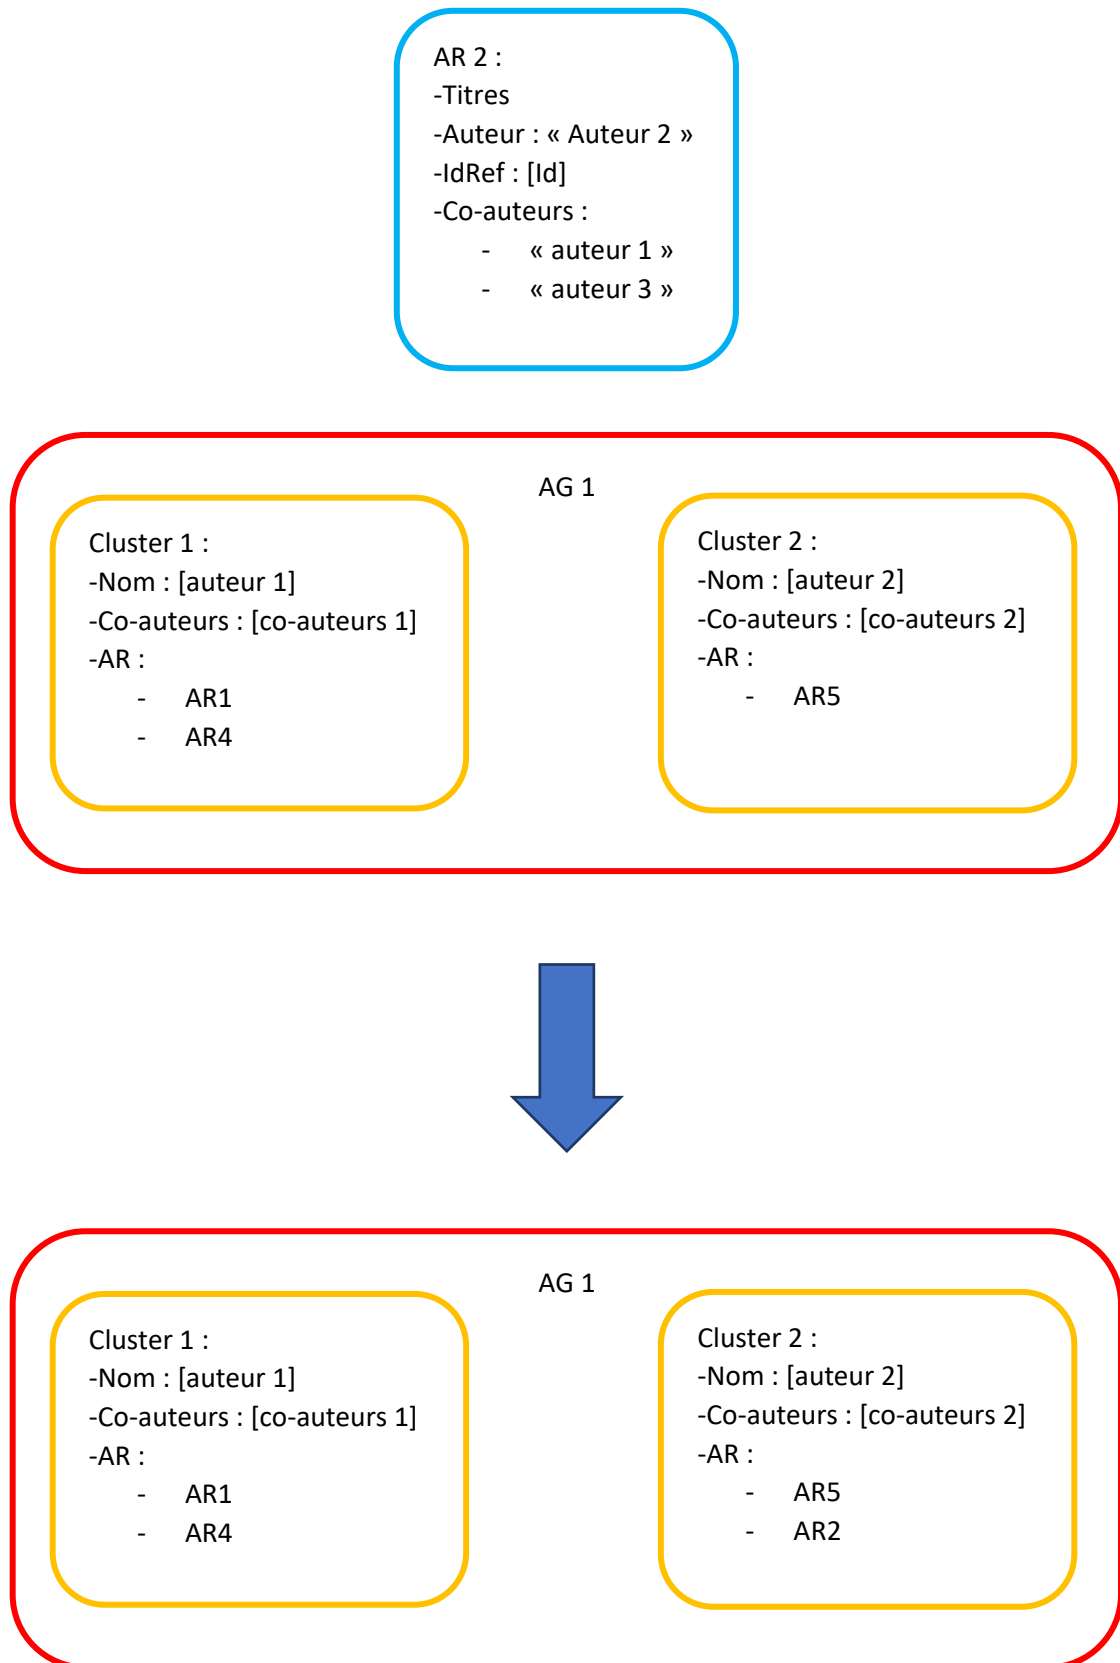 AR 2 :
-Titres
-Auteur : « Auteur 2 »
-IdRef : [Id]
-Co-auteurs :
- « auteur 1 »
- « auteur 3 »
AG 1
Cluster 1 :
-Nom : [auteur 1]
-Co-auteurs : [co-auteurs 1]
-AR :
- AR1
- AR4
Cluster 2 :
-Nom : [auteur 2]
-Co-auteurs : [co-auteurs 2]
-AR :
- AR5
AG 1
Cluster 1 :
-Nom : [auteur 1]
-Co-auteurs : [co-auteurs 1]
-AR :
- AR1
- AR4
Cluster 2 :
-Nom : [auteur 2]
-Co-auteurs : [co-auteurs 2]
-AR :
- AR5
- AR2